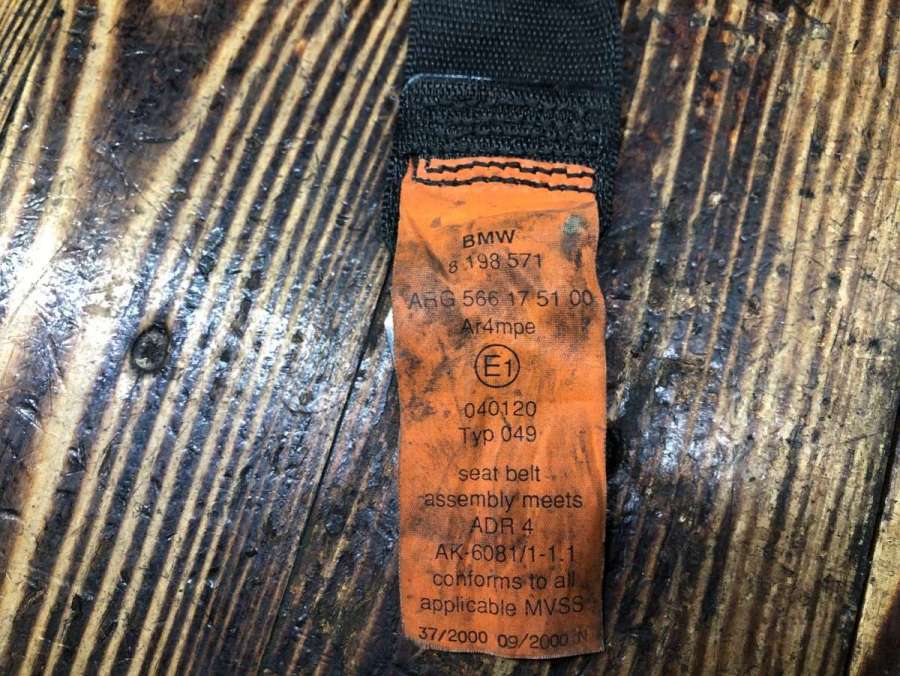 BMW
8 198 571
ARG 566 17 51 00
Ar4mpe
E1
040120
Typ 049
seat belt
assembly meets
ADR 4
AK-6081/1-1.1
conforms to all
applicable MVSS
37/2000 09/2000 N